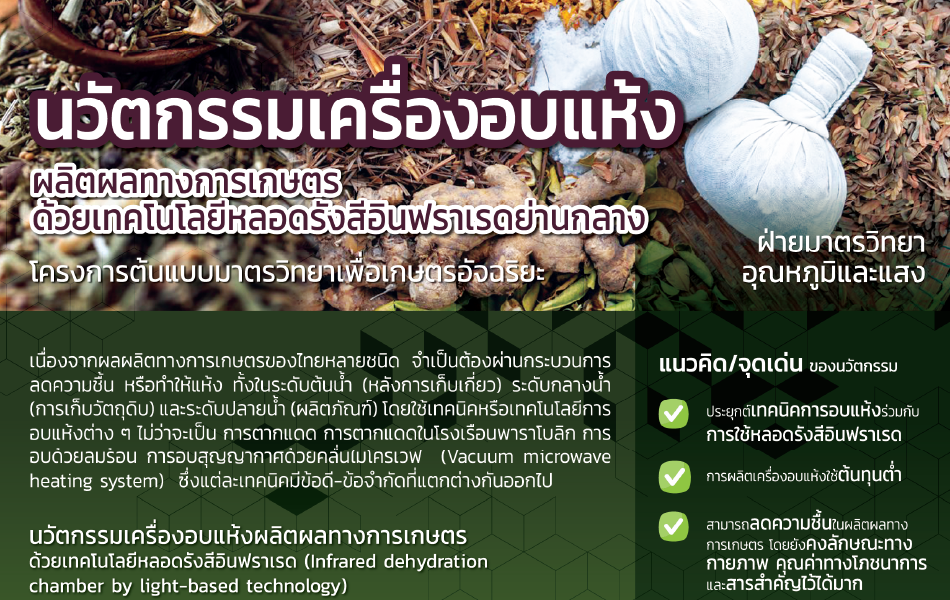 นวัตกรรมเครื่องอบแห้ง
ผลิตผลทางการเกษตร
ด้วยเทคโนโลยีหลอดรังสีอินฟราเรดย่านกลาง
โครงการต้นแบบมาตรวิทยาเพื่อเกษตรอัจฉริยะ
ฝ่ายมาตรวิทยา
อุณหภูมิและแสง
เนื่องจากผลผลิตทางการเกษตรของไทยหลายชนิด จำเป็นต้องผ่านกระบวนการ
ลดความชื้น หรือทำให้แห้ง ทั้งในระดับต้นน้ำ (หลังการเก็บเกี่ยว) ระดับกลางน้ำ
(การเก็บวัตถุดิบ) และระดับปลายน้ำ (ผลิตภัณฑ์) โดยใช้เทคนิคหรือเทคโนโลยีการ
อบแห้งต่าง ๆ ไม่ว่าจะเป็น การตากแดด การตากแดดในโรงเรือนพาราโบลิก การ
อบด้วยลมร้อน การอบสุญญากาศด้วยคลื่นไมโครเวฟ (Vacuum microwave
heating system) ซึ่งแต่ละเทคนิคมีข้อดี-ข้อจำกัดที่แตกต่างกันออกไป
นวัตกรรมเครื่องอบแห้งผลิตผลทางการเกษตร
ด้วยเทคโนโลยีหลอดรังสีอินฟราเรด (Infrared dehydration
chamber by light-based technology)
แนวคิด/จุดเด่น ของนวัตกรรม
ประยุกต์เทคนิคการอบแห้งร่วมกับ
การใช้หลอดรังสีอินฟราเรด
การผลิตเครื่องอบแห้งใช้ต้นทุนต่ำ
สามารถลดความชื้นในผลิตผลทาง
การเกษตร โดยยังคงลักษณะทาง
กายภาพ คุณค่าทางโภชนาการ
และสารสำคัญไว้ได้มาก